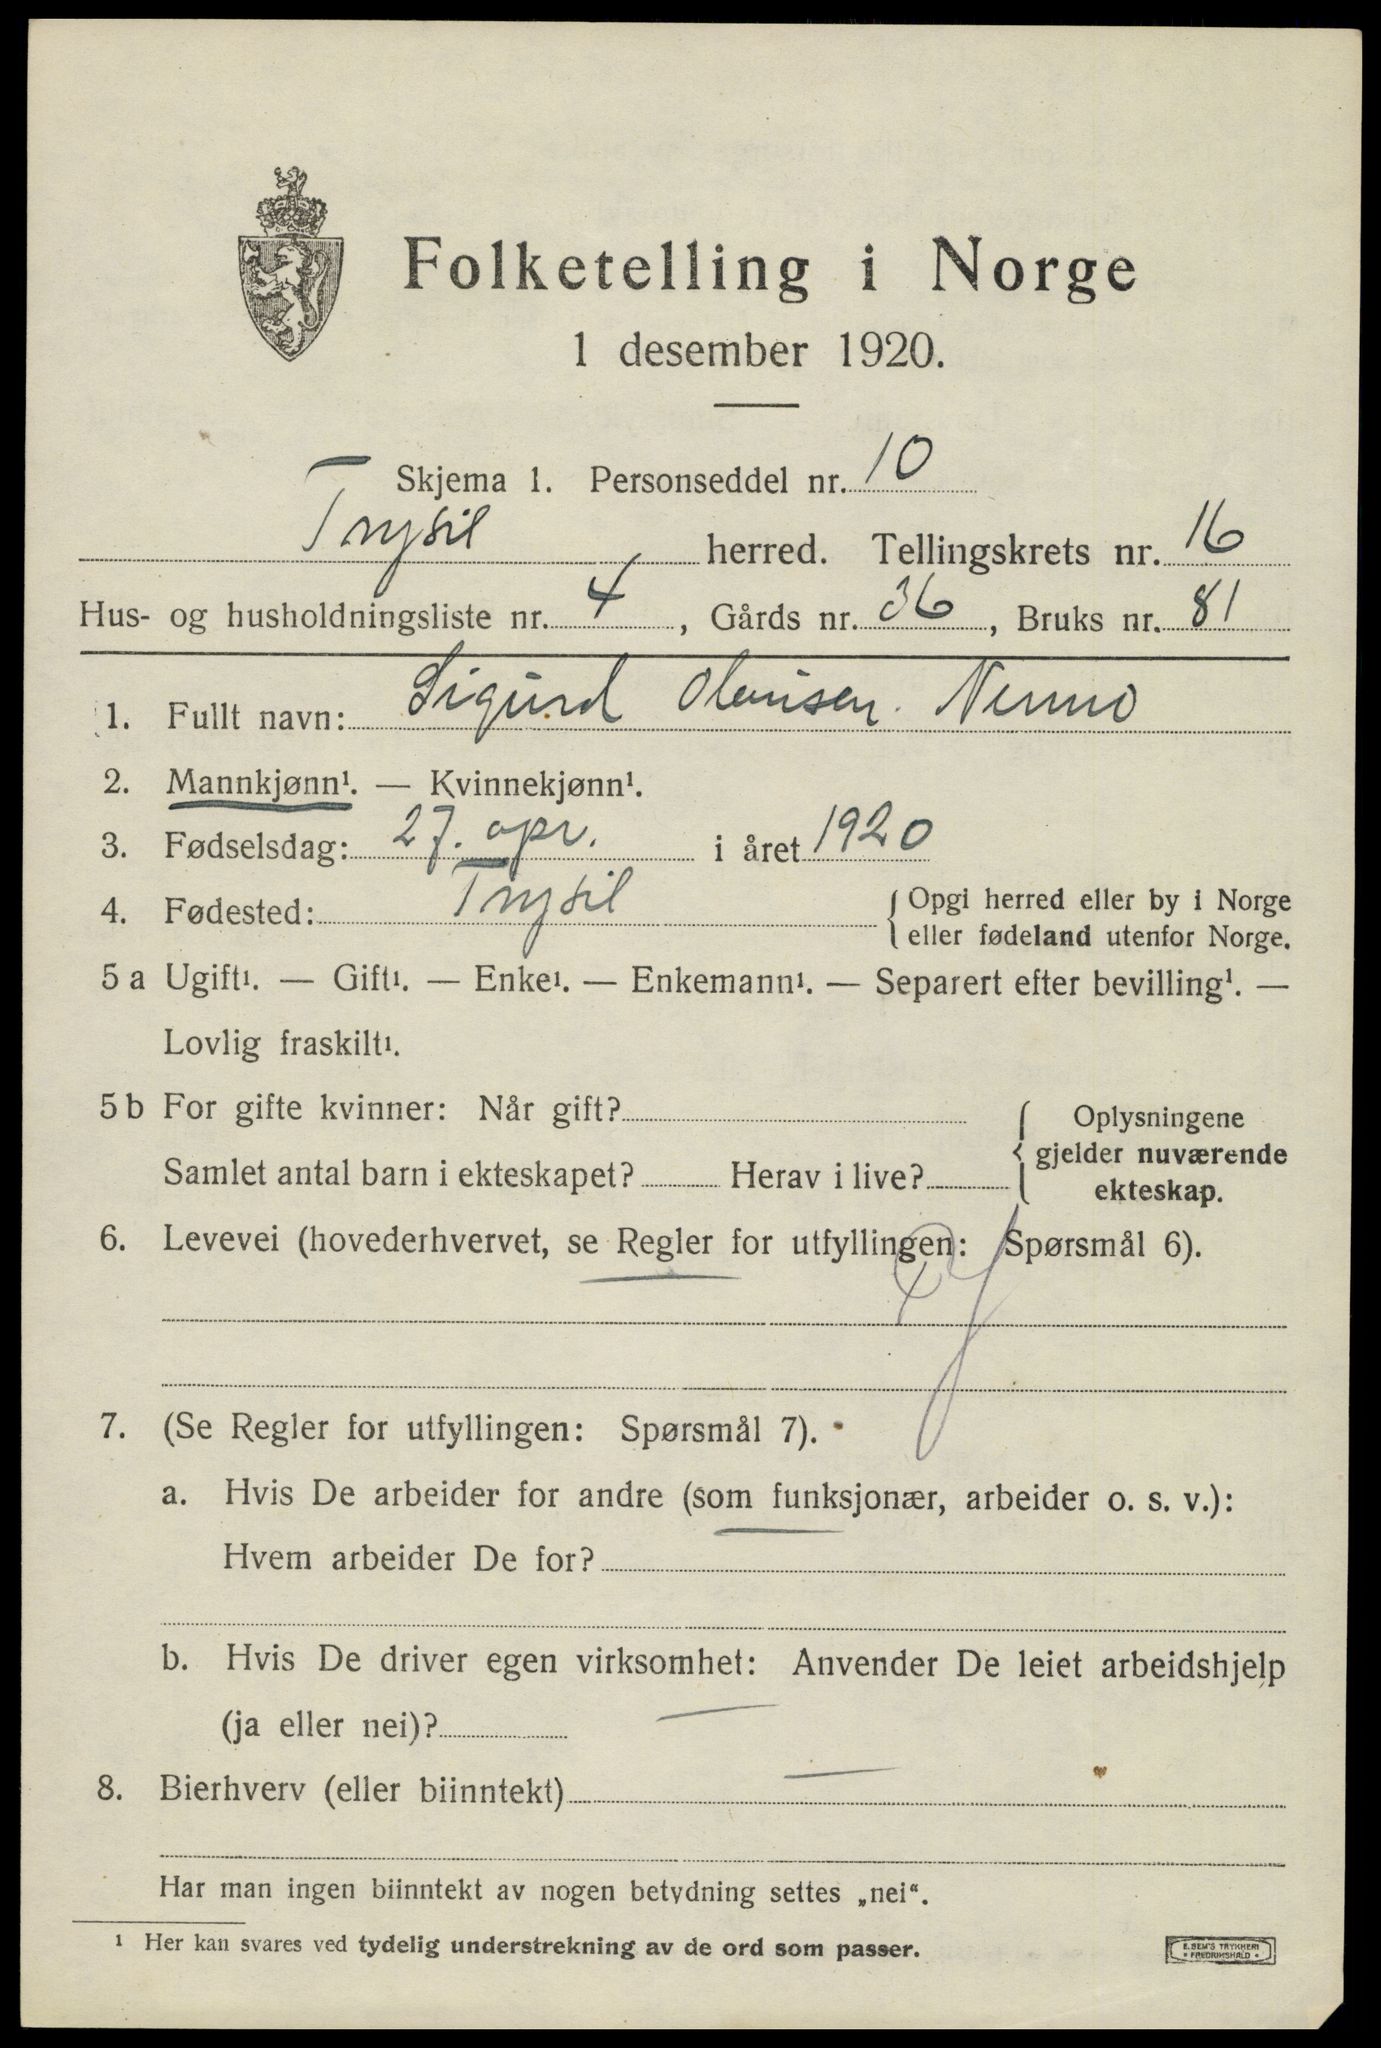 Folketelling i Norge
1 desember 1920.
Skjema 1. Personseddel nr. 10
Trysil herred. Tellingskrets nr. 16
Hus- og husholdningsliste nr. 4, Gårds nr. 36, Bruks nr. 81
1. Fullt navn: Sigurd Olausen. Nermo
2. Mannkjønn¹. — Kvinnekjønn¹.
3. Fødselsdag: 27. apr. i året 1920
4. Fødested: Trysil { Opgi herred eller by i Norge
eller fødeland utenfor Norge.
5 a Ugift¹. — Gift¹. — Enke¹. — Enkemann¹. — Separert efter bevilling¹. —
Lovlig fraskilt¹.
5 b For gifte kvinner: Når gift?
Samlet antal barn i ekteskapet? Herav i live?
{ Oplysningene
gjelder nuværende
ekteskap.
6. Levevei (hovederhvervet, se Regler for utfyllingen: Spørsmål 6).
7. (Se Regler for utfyllingen: Spørsmål 7).
a. Hvis De arbeider for andre (som funksjonær, arbeider o. s. v.):
Hvem arbeider De for?
b. Hvis De driver egen virksomhet: Anvender De leiet arbeidshjelp
(ja eller nei)? —
8. Bierhverv (eller biinntekt) —
Har man ingen biinntekt av nogen betydning settes „nei“.
¹ Her kan svares ved tydelig understrekning av de ord som passer.
E. SEM'S TRYKKERI
FREDRIKSHALD